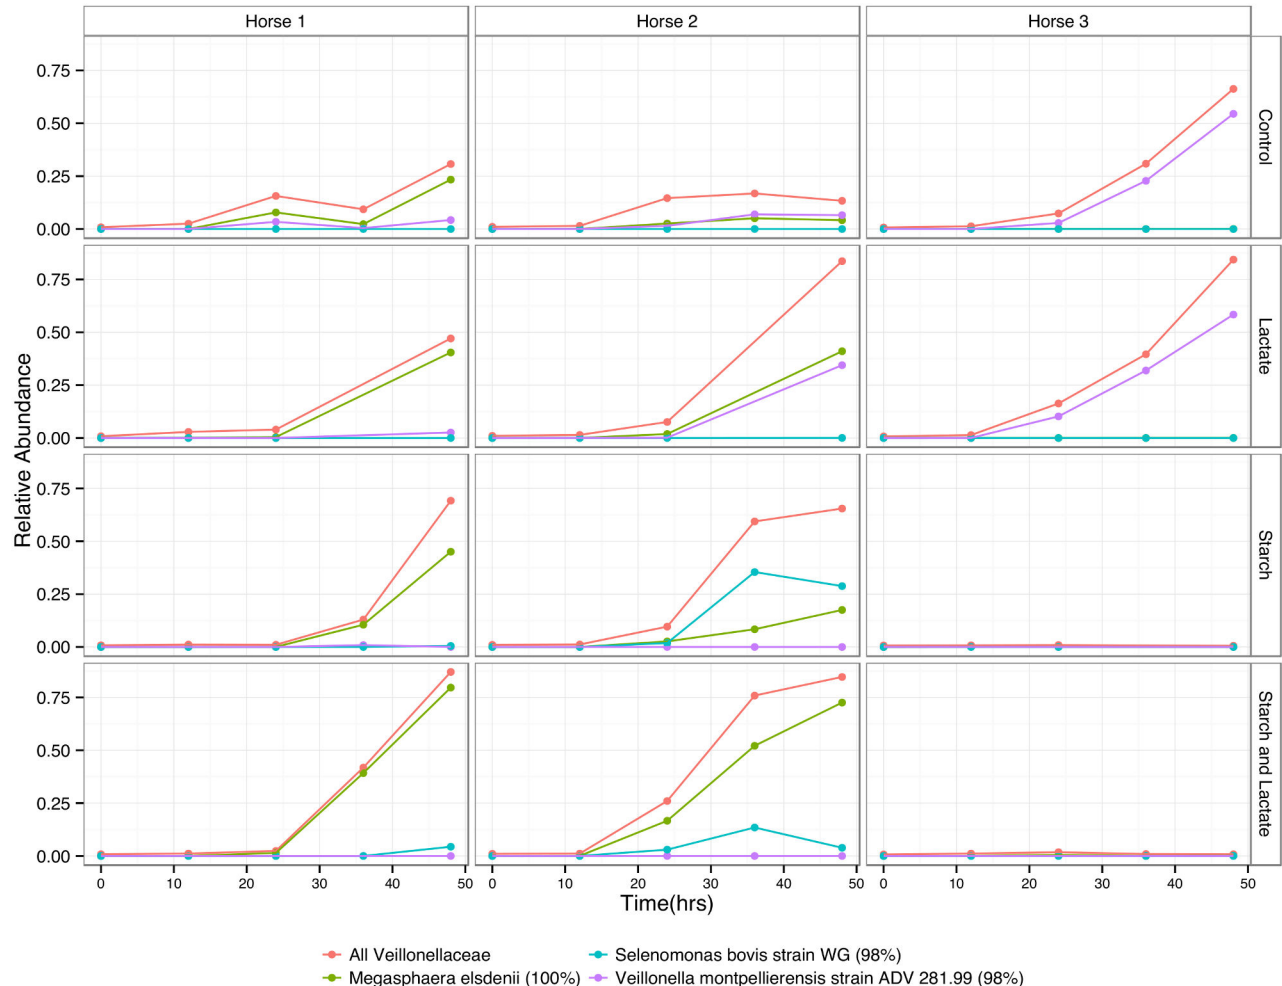 Horse 1
Horse 2
Horse 3
0.75
0.50
0.25
0.00
Control
0.75
0.50
0.25
0.00
Lactate
0.75
0.50
0.25
0.00
Starch
0.75
0.50
0.25
0.00
Starch and Lactate
Relative Abundance
0 10 20 30 40 50
0 10 20 30 40 50
0 10 20 30 40 50
Time(hrs)
All Veillonellaceae
Selenomonas bovis strain WG (98%)
Megasphaera elsdenii (100%)
Veillonella montpellierensis strain ADV 281.99 (98%)